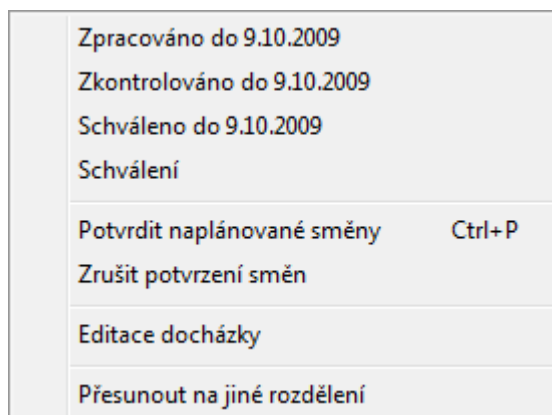 Zpracováno do 9.10.2009
Zkontrolováno do 9.10.2009
Schváleno do 9.10.2009
Schválení
Potvrdit naplánované směny Ctrl+P
Zrušit potvrzení směn
Editace docházky
Přesunout na jiné rozdělení